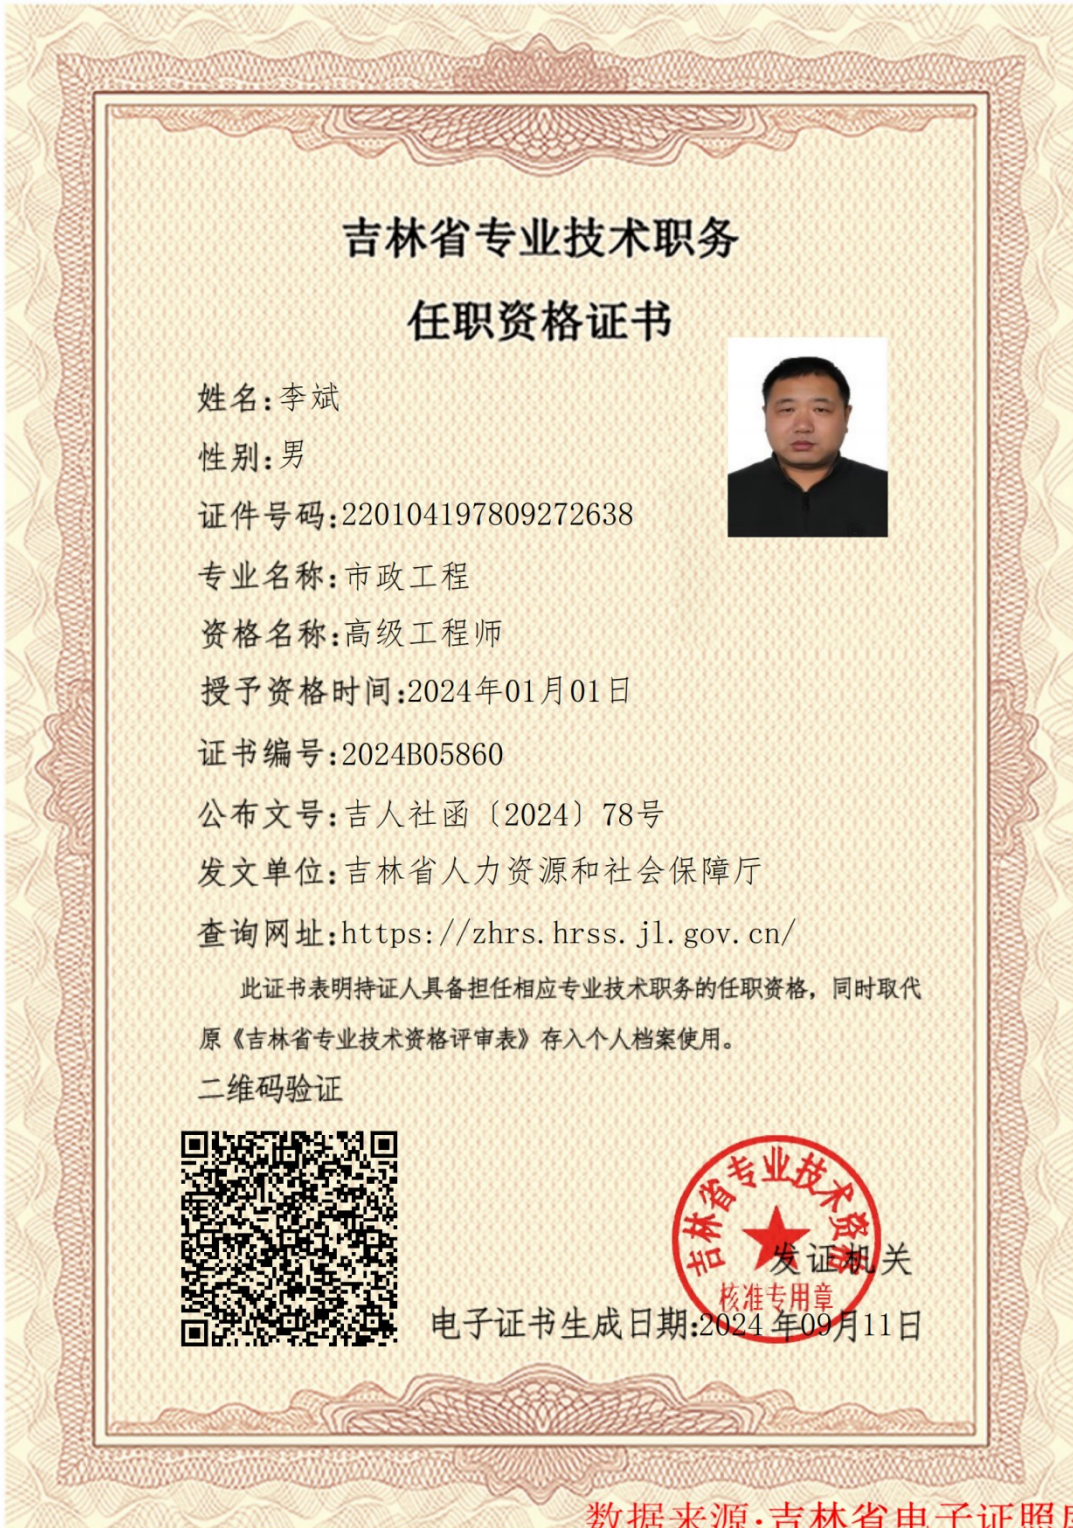 吉林省专业技术职务
任职资格证书
姓名:李斌
性别:男
证件号码:220104197809272638
专业名称:市政工程
资格名称:高级工程师
授予资格时间:2024年01月01日
证书编号:2024B05860
公布文号:吉人社函〔2024〕78号
发文单位:吉林省人力资源和社会保障厅
查询网址:https://zhrs.hrss.jl.gov.cn/
此证书表明持证人具备担任相应专业技术职务的任职资格，同时取代
原《吉林省专业技术资格评审表》存入个人档案使用。
二维码验证
吉林省专业技术资格
核准专用章
发证机关
电子证书生成日期:2024年09月11日
数据来源:吉林省电子证照库